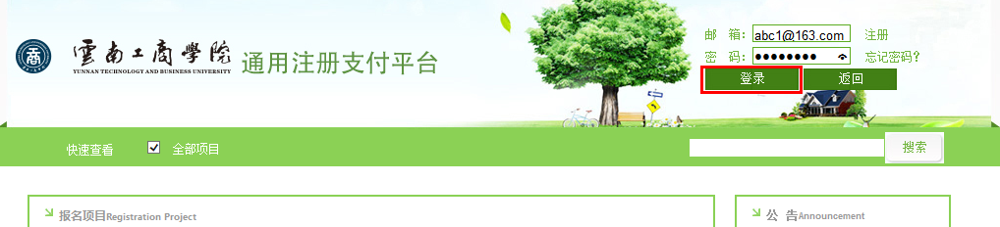 商
雲南工商學院
YUNNAN TECHNOLOGY AND BUSINESS UNIVERSITY
通用注册支付平台
邮 箱： abc1@163.com 注册
密 码： ●●●●●●●● 忘记密码？
登录 返回
快速查看 全部项目 搜索
报名项目Registration Project
公 告Announcement